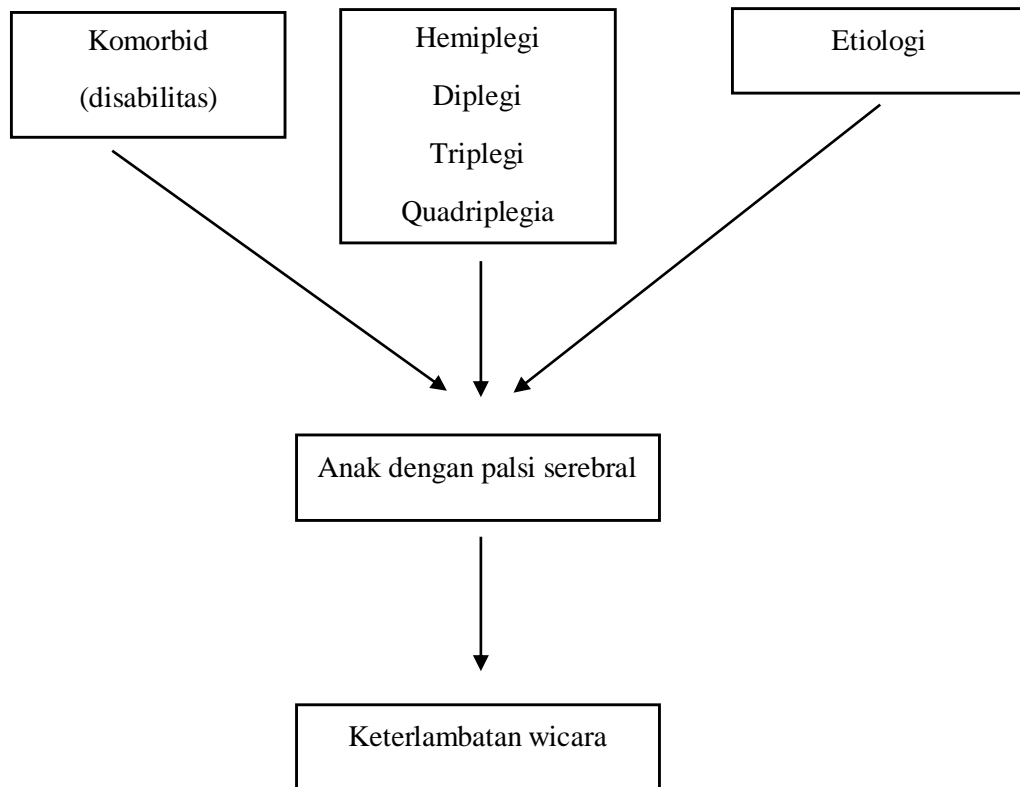 Komorbid
(disabilitas)
Hemiplegi
Diplegi
Triplegi
Quadriplegia
Etiologi
Anak dengan palsi serebral
Keterlambatan wicara